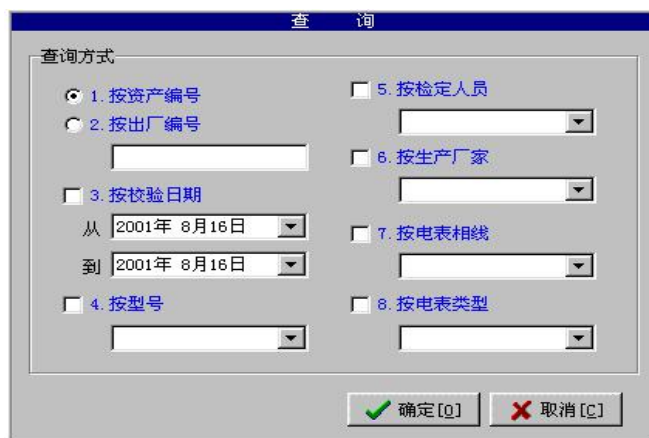 查 询
查询方式
1. 按资产编号
2. 按出厂编号
3. 按校验日期
从 2001年 8月16日
到 2001年 8月16日
4. 按型号
5. 按检定人员
6. 按生产厂家
7. 按电表相线
8. 按电表类型
确定[O]
取消[C]